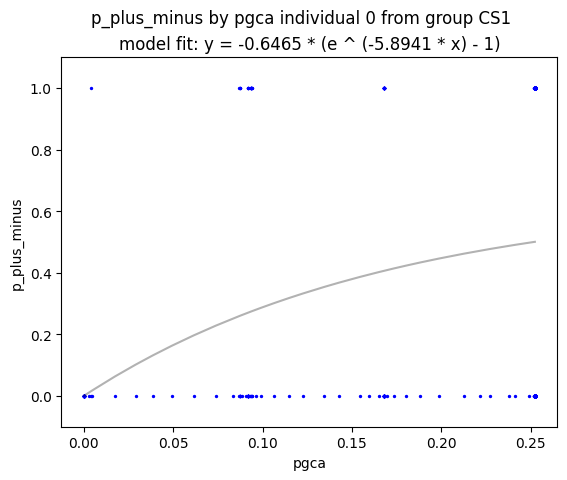 p_plus_minus by pgca individual 0 from group CS1
model fit: y = -0.6465 * (e ^ (-5.8941 * x) - 1)
1.0
0.8
0.6
0.4
0.2
0.0
p_plus_minus
0.00 0.05 0.10 0.15 0.20 0.25
pgca